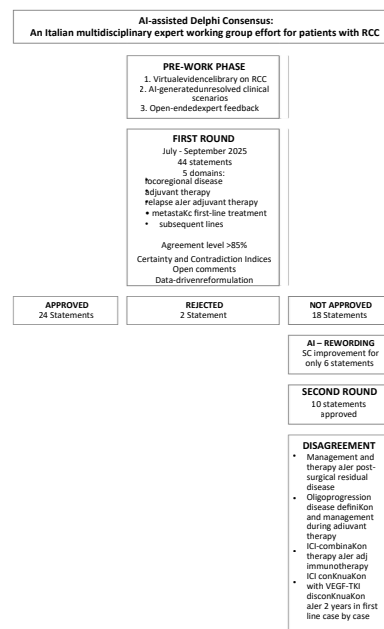 AI-assisted Delphi Consensus:
An Italian multidisciplinary expert working group effort for patients with RCC
PRE-WORK PHASE
1. Virtualevidencelibrary on RCC
2. AI-generatedunresolved clinical
scenarios
3. Open-endedexpert feedback
FIRST ROUND
July - September 2025
44 statements
5 domains:
• locoregional disease
• adjuvant therapy
• relapse aJer adjuvant therapy
• metastaKc first-line treatment
• subsequent lines
Agreement level >85%
Certainty and Contradiction Indices
Open comments
Data-drivenreformulation
APPROVED
24 Statements
REJECTED
2 Statement
NOT APPROVED
18 Statements
AI – REWORDING
SC improvement for
only 6 statements
SECOND ROUND
10 statements
approved
DISAGREEMENT
• Management and
therapy aJer post-
surgical residual
disease
• Oligoprogression
disease definiKon
and management
during adiuvant
therapy
• ICI-combinaKon
therapy aJer adj
immunotherapy
• ICI conKnuaKon
with VEGF-TKI
disconKnuaKon
aJer 2 years in first
line case by case